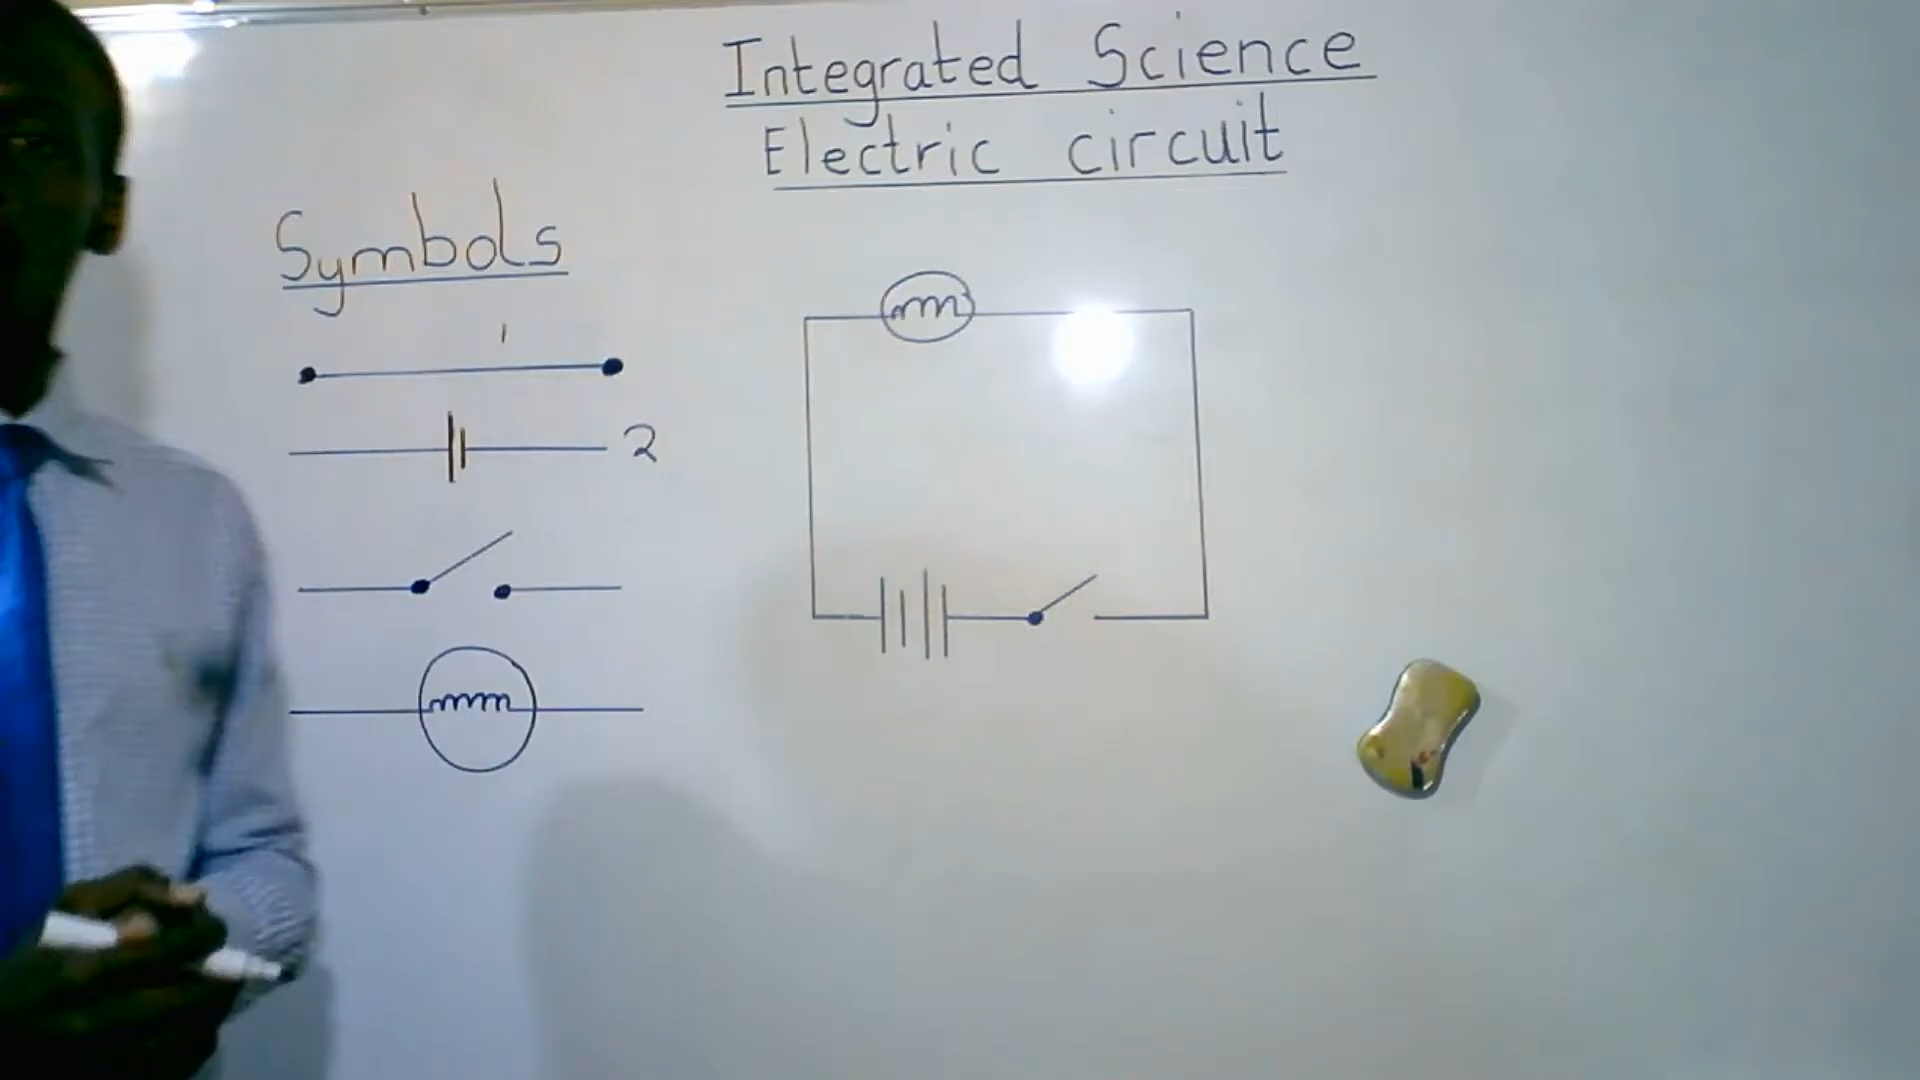 Integrated Science
Electric circuit
Symbols
1
2